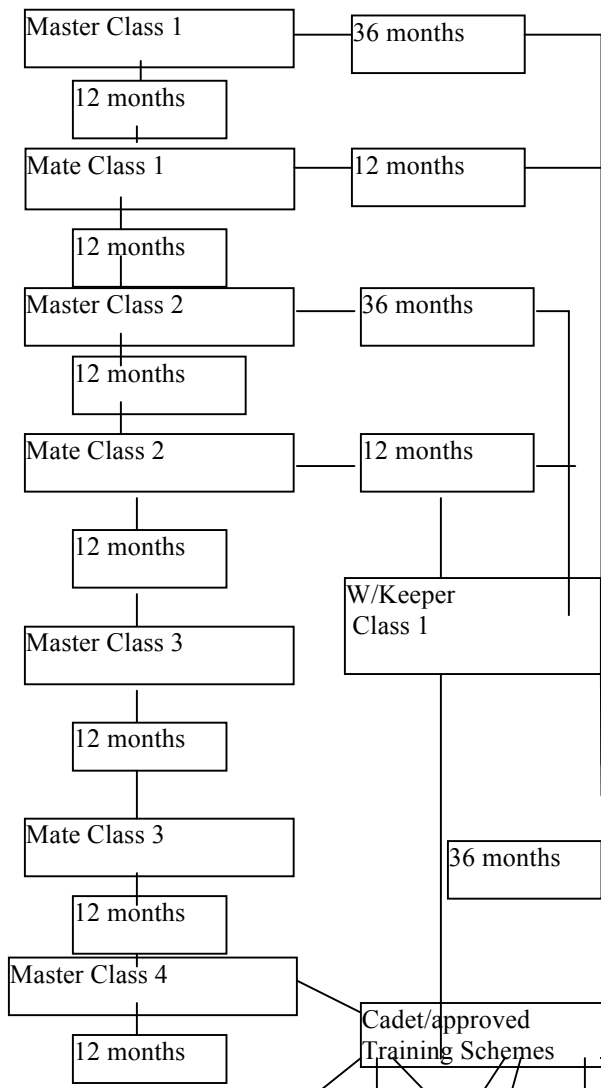 Master Class 1
36 months
12 months
Mate Class 1
12 months
12 months
Master Class 2
36 months
12 months
Mate Class 2
12 months
12 months
W/Keeper
Class 1
Master Class 3
12 months
Mate Class 3
36 months
12 months
Master Class 4
Cadet/approved
Training Schemes
12 months